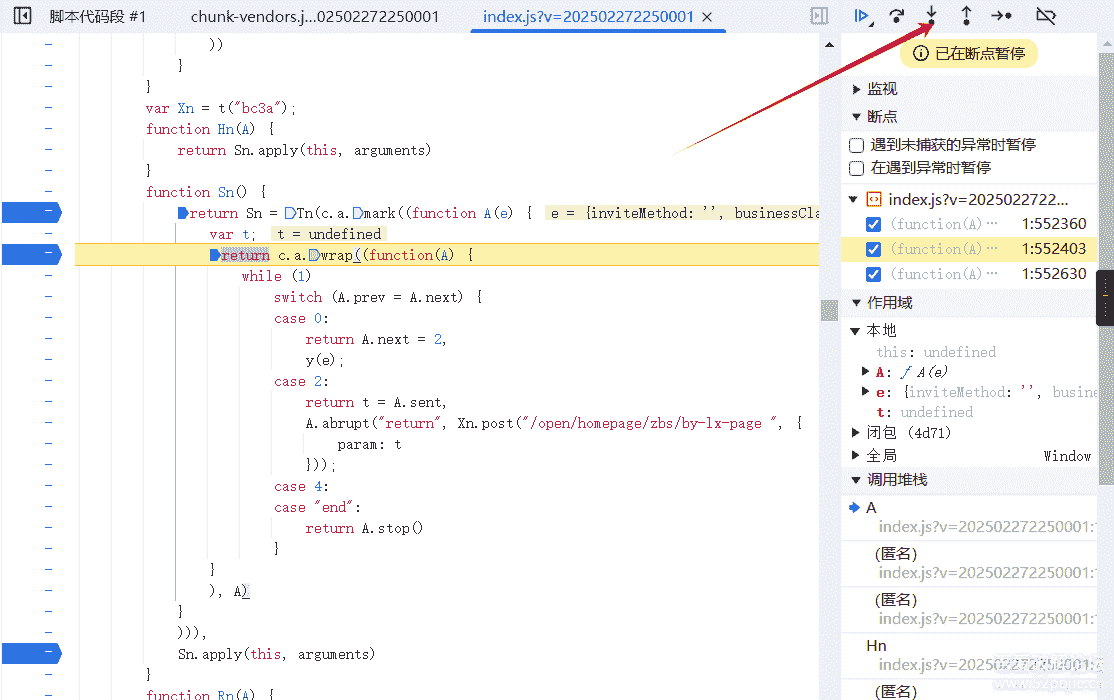 脚本代码段 #1
chunk-vendors.j...02502272250001
index.js?v=202502272250001 ×
))
}
}
var Xn = t("bc3a");
function Hn(A) {
return Sn.apply(this, arguments)
}
function Sn() {
return Sn = Tn(c.a.mark((function A(e) { e = {inviteMethod: '', businessCla
var t; t = undefined
return c.a.wrap((function(A) {
while (1)
switch (A.prev = A.next) {
case 0:
return A.next = 2,
y(e);
case 2:
return t = A.sent,
A.abrupt("return", Xn.post("/open/homepage/zbs/by-lx-page ", {
param: t
}));
case 4:
case "end":
return A.stop()
}
}
), A)
}
))),
Sn.apply(this, arguments)
}
function Rn(A) {
已在断点暂停
监视
断点
遇到未捕获的异常时暂停
在遇到异常时暂停
index.js?v=2025022722...
(function(A) ... 1:552360
(function(A) ... 1:552403
(function(A) ... 1:552630
作用域
本地
this: undefined
A: ƒ A(e)
e: {inviteMethod: '', busine
t: undefined
闭包 (4d71)
全局 Window
调用堆栈
A
index.js?v=202502272250001:
(匿名)
index.js?v=202502272250001:
(匿名)
index.js?v=202502272250001:
Hn
index.js?v=202502272250001:
(匿名)